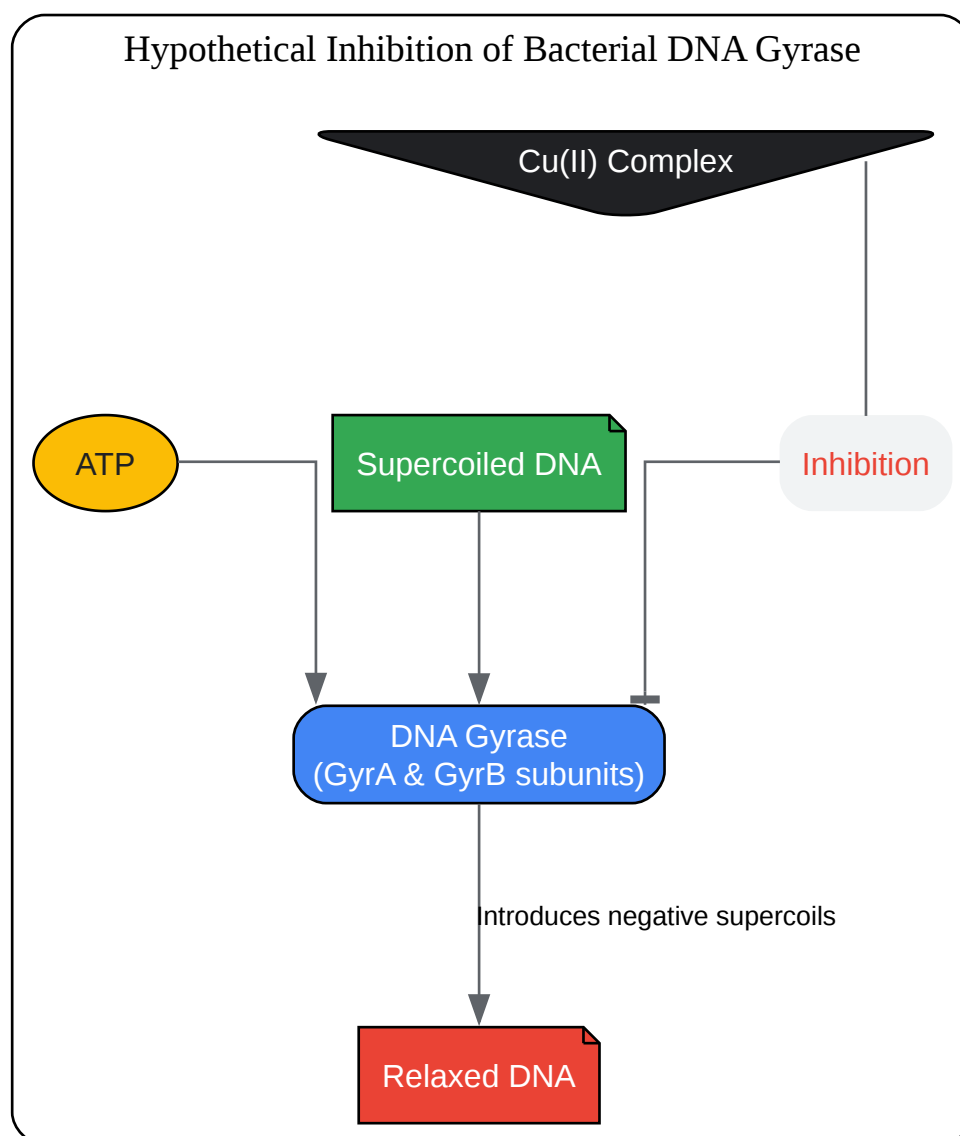 Hypothetical Inhibition of Bacterial DNA Gyrase
Cu(II) Complex
ATP
Supercoiled DNA
Inhibition
DNA Gyrase
(GyrA & GyrB subunits)
Introduces negative supercoils
Relaxed DNA